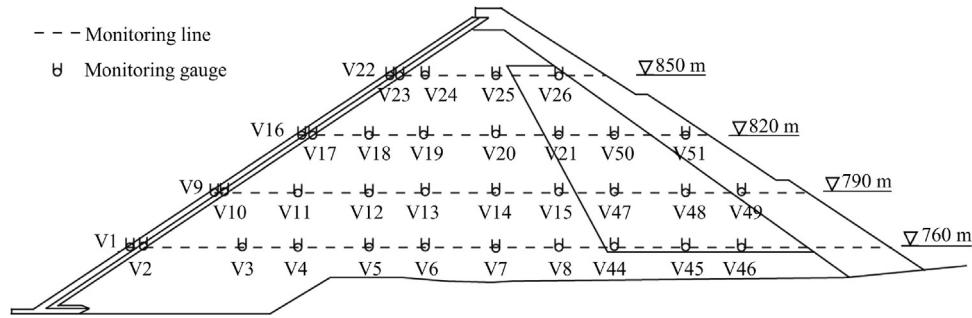 Monitoring line
Monitoring gauge
V22 V23 V24 V25 V26 ▽850 m
V16 V17 V18 V19 V20 V21 V50 V51 ▽820 m
V9 V10 V11 V12 V13 V14 V15 V47 V48 V49 ▽790 m
V1 V2 V3 V4 V5 V6 V7 V8 V44 V45 V46 ▽760 m